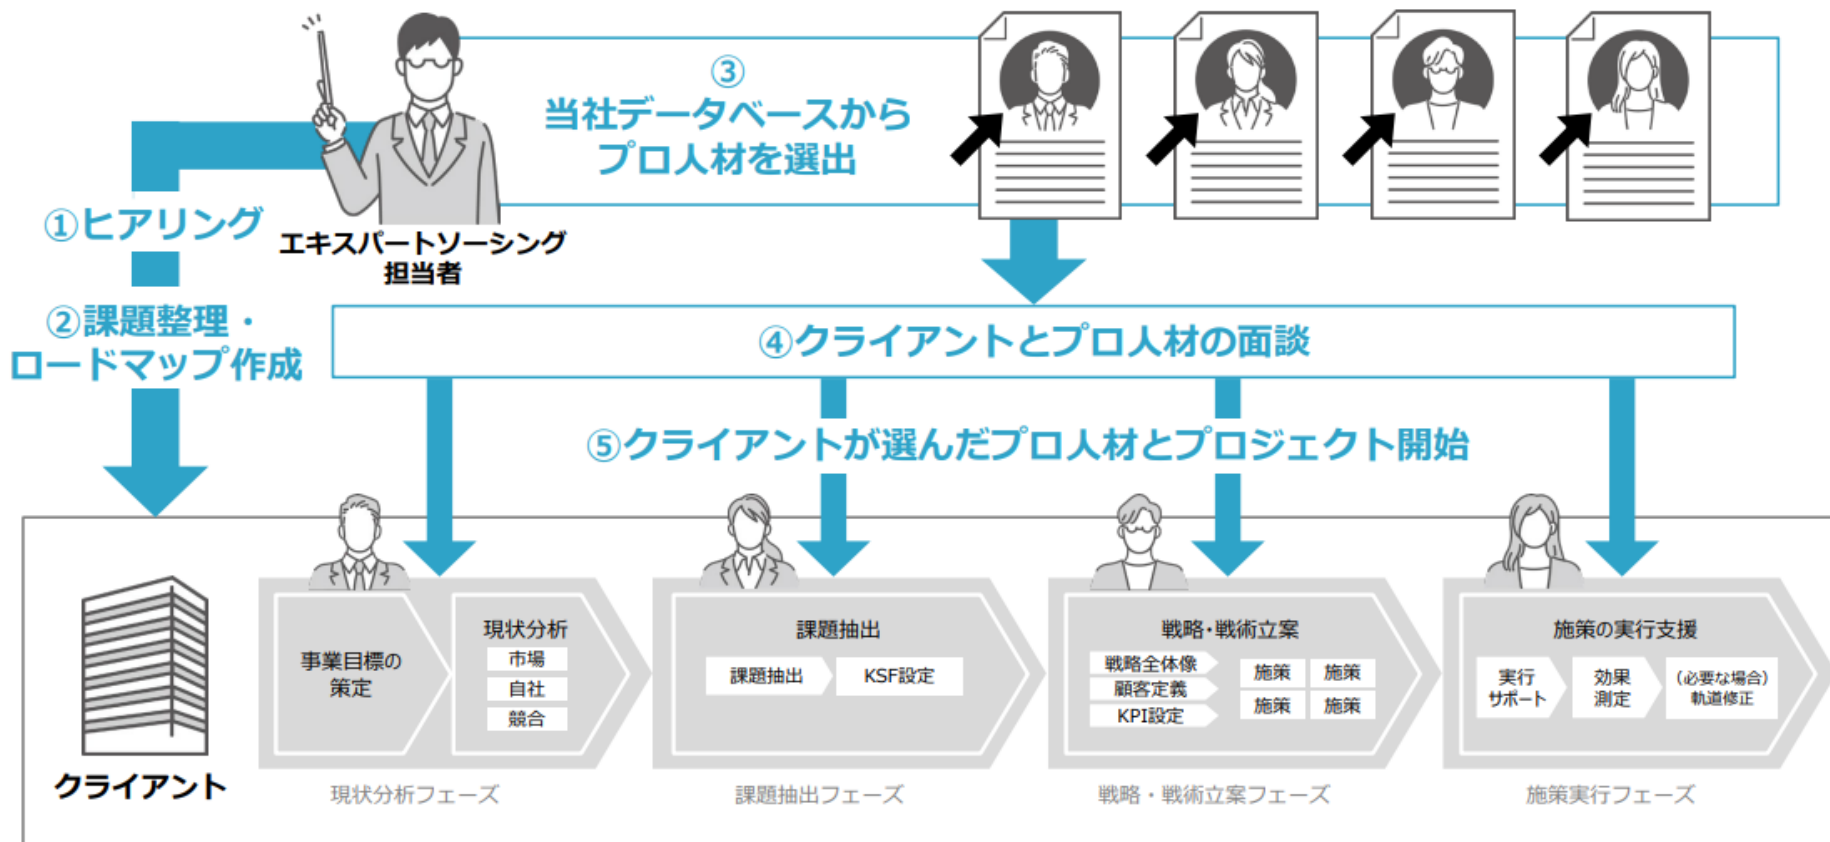 ③
当社データベースから
プロ人材を選出
①ヒアリング
エキスパートソーシング
担当者
②課題整理・
ロードマップ作成
④クライアントとプロ人材の面談
⑤クライアントが選んだプロ人材とプロジェクト開始
クライアント
事業目標の
策定
現状分析
市場
自社
競合
現状分析フェーズ
課題抽出
課題抽出
KSF設定
課題抽出フェーズ
戦略・戦術立案
戦略全体像
顧客定義
KPI設定
施策 施策
施策 施策
戦略・戦術立案フェーズ
施策の実行支援
実行
サポート
効果
測定
(必要な場合)
軌道修正
施策実行フェーズ